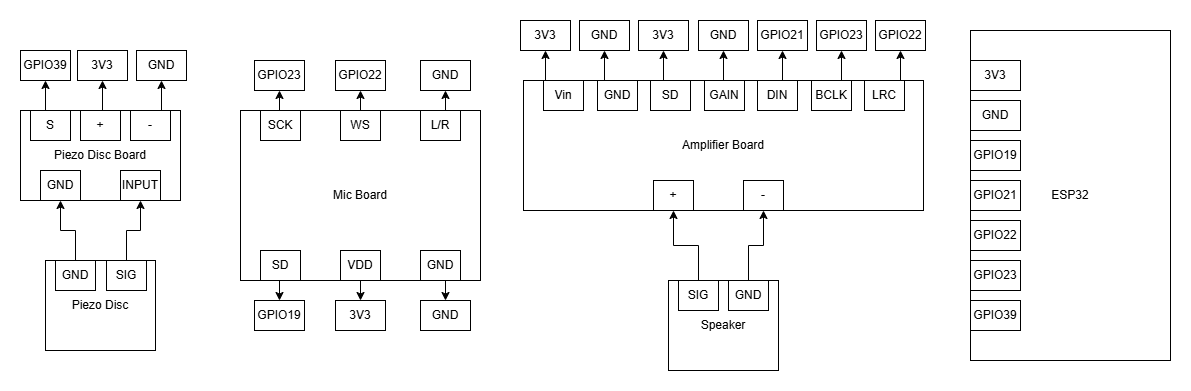 GPIO39
3V3
GND
S
+
-
Piezo Disc Board
GND
INPUT
GND
SIG
Piezo Disc
GPIO23
GPIO22
GND
SCK
WS
L/R
Mic Board
SD
VDD
GND
GPIO19
3V3
GND
3V3
GND
3V3
GND
GPIO21
GPIO23
GPIO22
Vin
GND
SD
GAIN
DIN
BCLK
LRC
Amplifier Board
+
-
SIG
GND
Speaker
3V3
GND
GPIO19
GPIO21
GPIO22
GPIO23
GPIO39
ESP32